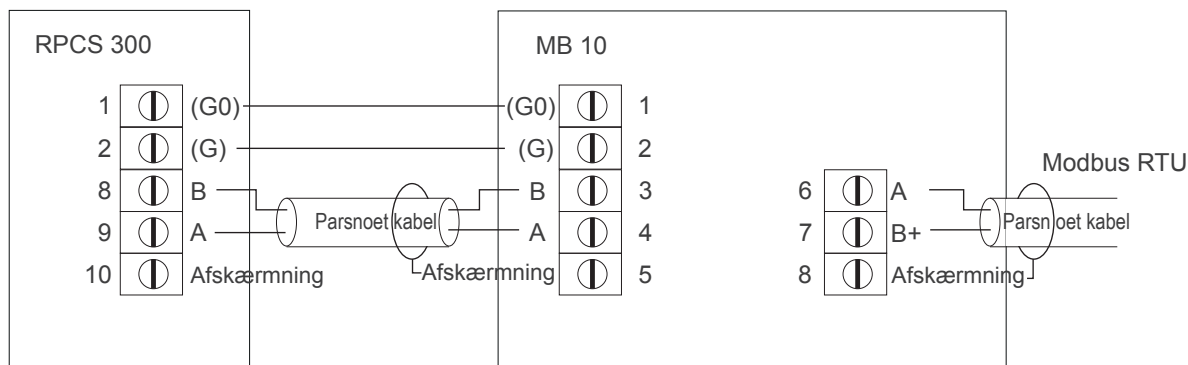 RPCS 300
MB 10
1 (G0) (G0) 1
2 (G) (G) 2
Modbus RTU
8 B Parsnoet kabel B 3 6 A Parsnoet kabel
9 A A 4 7 B+
10 Afskærmning Afskærmning 5 8 Afskærmning